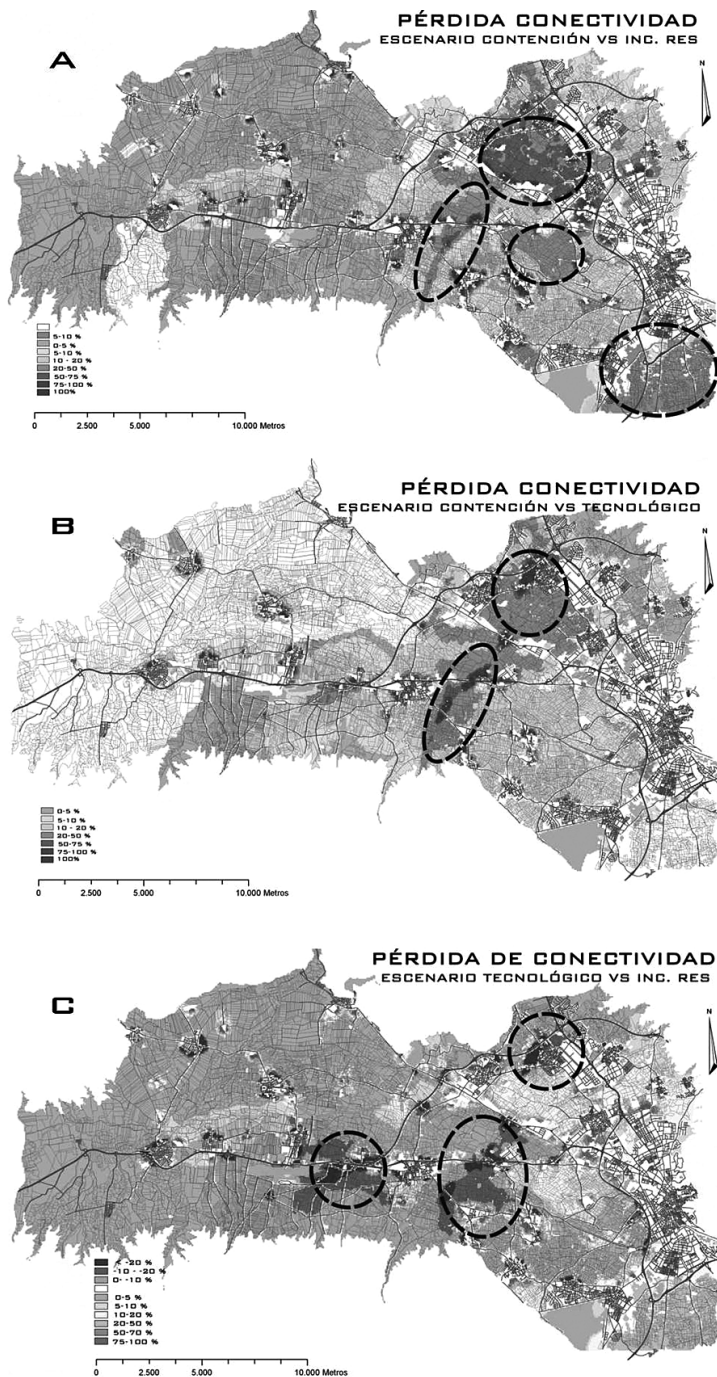 PÉRDIDA CONECTIVIDAD
ESCENARIO CONTENCIÓN VS INC. RES
A
N
5-10 %
0-5 %
5-10 %
10 - 20 %
20-50 %
50-75 %
75-100 %
100%
0 2.500 5.000 10.000 Metros
PÉRDIDA CONECTIVIDAD
ESCENARIO CONTENCIÓN VS TECNOLÓGICO
B
N
0-5 %
5-10 %
10 - 20 %
20-50 %
50-75 %
75-100 %
100%
0 2.500 5.000 10.000 Metros
PÉRDIDA DE CONECTIVIDAD
ESCENARIO TECNOLÓGICO VS INC. RES
C
N
< -20 %
-10 - -20 %
0- -10 %
0-5 %
5-10 %
10-20 %
20-50 %
50-70 %
75-100 %
0 2.500 5.000 10.000 Metros